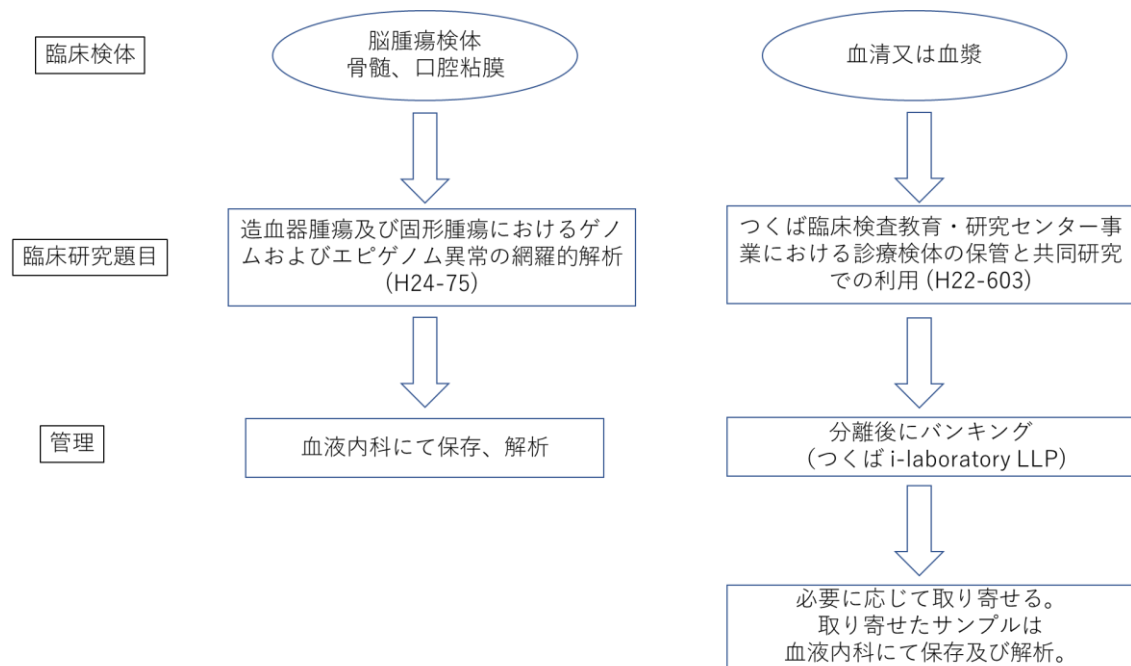 臨床検体
脳腫瘍検体
骨髄、口腔粘膜
血清又は血漿
臨床研究題目
造血器腫瘍及び固形腫瘍におけるゲノ
ムおよびエピゲノム異常の網羅的解析
(H24-75)
つくば臨床検査教育・研究センター事
業における診療検体の保管と共同研究
での利用 (H22-603)
管理
血液内科にて保存、解析
分離後にバンキング
（つくば i-laboratory LLP）
必要に応じて取り寄せる。
取り寄せたサンプルは
血液内科にて保存及び解析。